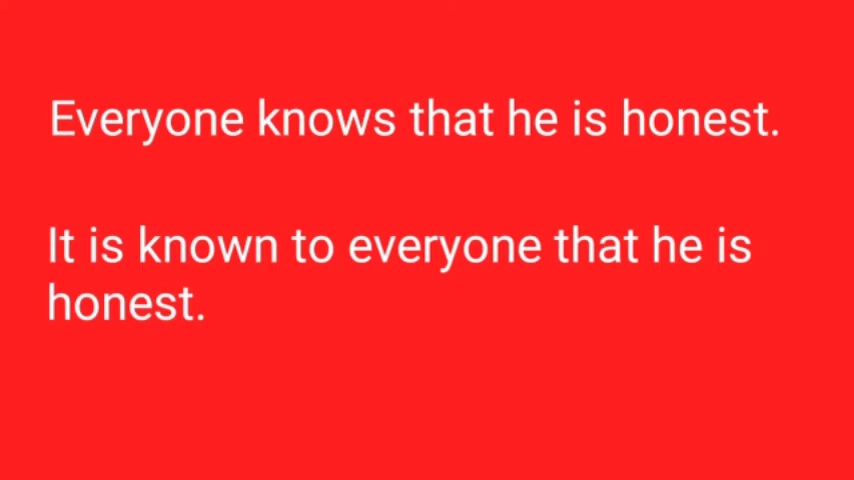 Everyone knows that he is honest.
It is known to everyone that he is
honest.